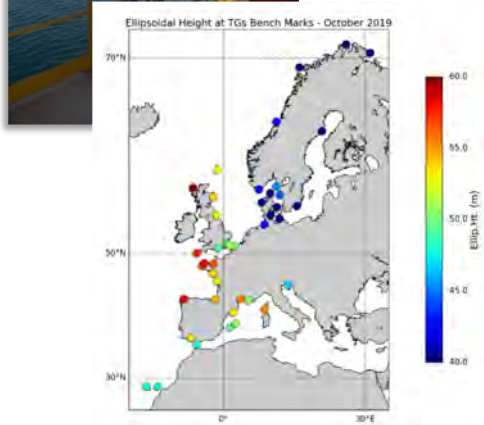 Ellipsoidal Height at TGs Bench Marks - October 2019
70°N
50°N
30°N
0°
30°E
60.0
55.0
50.0
45.0
40.0
Ellip.Ht. (m)